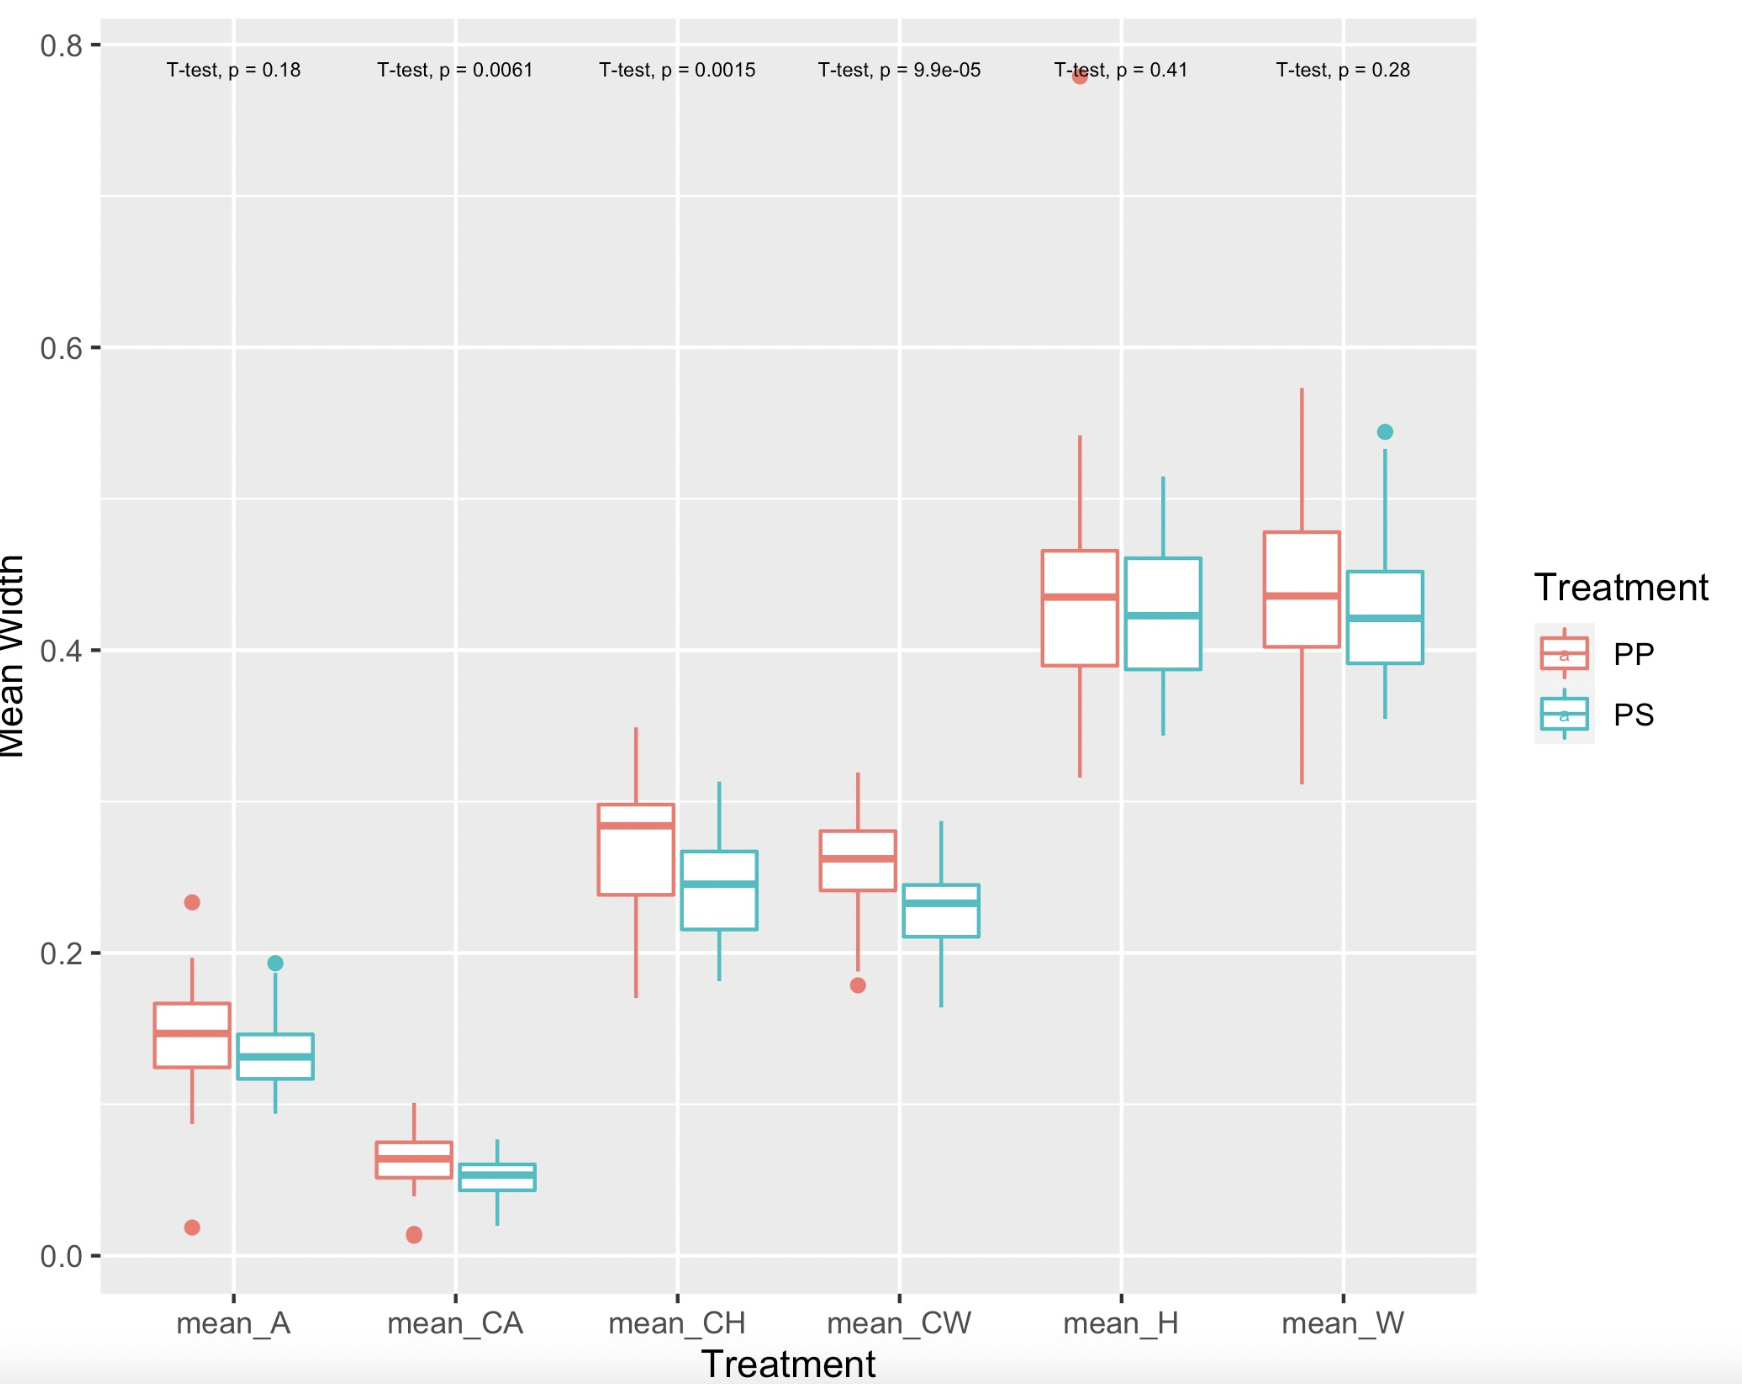 0.8
T-test, p = 0.18
T-test, p = 0.0061
T-test, p = 0.0015
T-test, p = 9.9e-05
T-test, p = 0.41
T-test, p = 0.28
0.6
0.4
0.2
0.0
Mean Width
mean_A
mean_CA
mean_CH
mean_CW
mean_H
mean_W
Treatment
Treatment
a PP
a PS